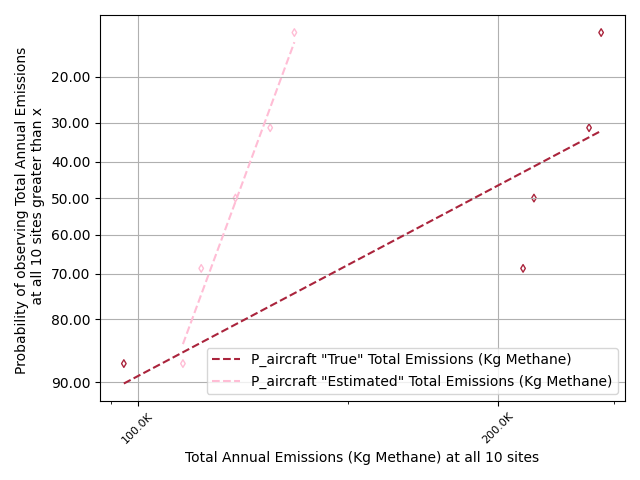 Probability of observing Total Annual Emissions
at all 10 sites greater than x
20.00
30.00
40.00
50.00
60.00
70.00
80.00
90.00
P_aircraft "True" Total Emissions (Kg Methane)
P_aircraft "Estimated" Total Emissions (Kg Methane)
100.0K
200.0K
Total Annual Emissions (Kg Methane) at all 10 sites